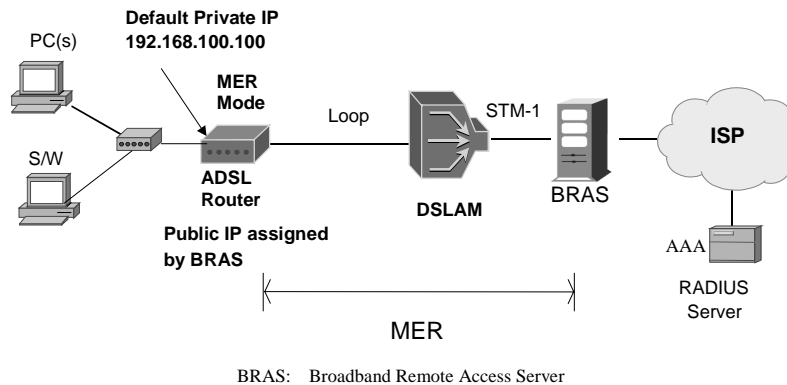 Default Private IP
192.168.100.100
PC(s)
MER
Mode
Loop
STM-1
ISP
S/W
ADSL
Router
DSLAM
BRAS
Public IP assigned
by BRAS
AAA
RADIUS
Server
MER
BRAS: Broadband Remote Access Server